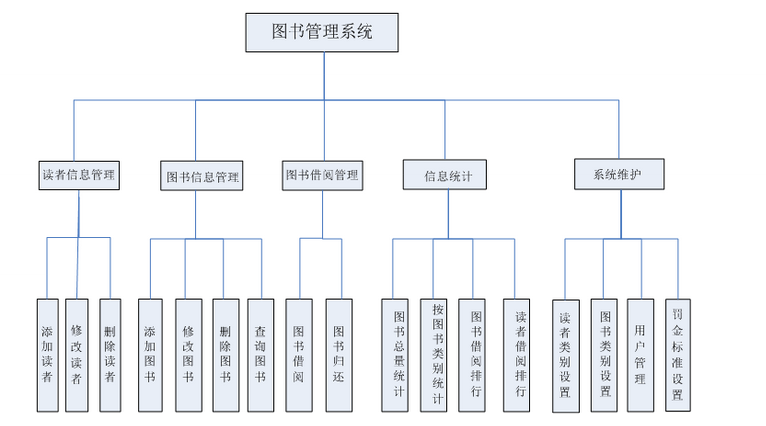 图书管理系统
读者信息管理
图书信息管理
图书借阅管理
信息统计
系统维护
添加读者
修改读者
删除读者
添加图书
修改图书
删除图书
查询图书
图书借阅
图书归还
图书总量统计
按图书类别统计
图书借阅排行
读者借阅排行
读者类别设置
图书类别设置
用户管理
罚金标准设置